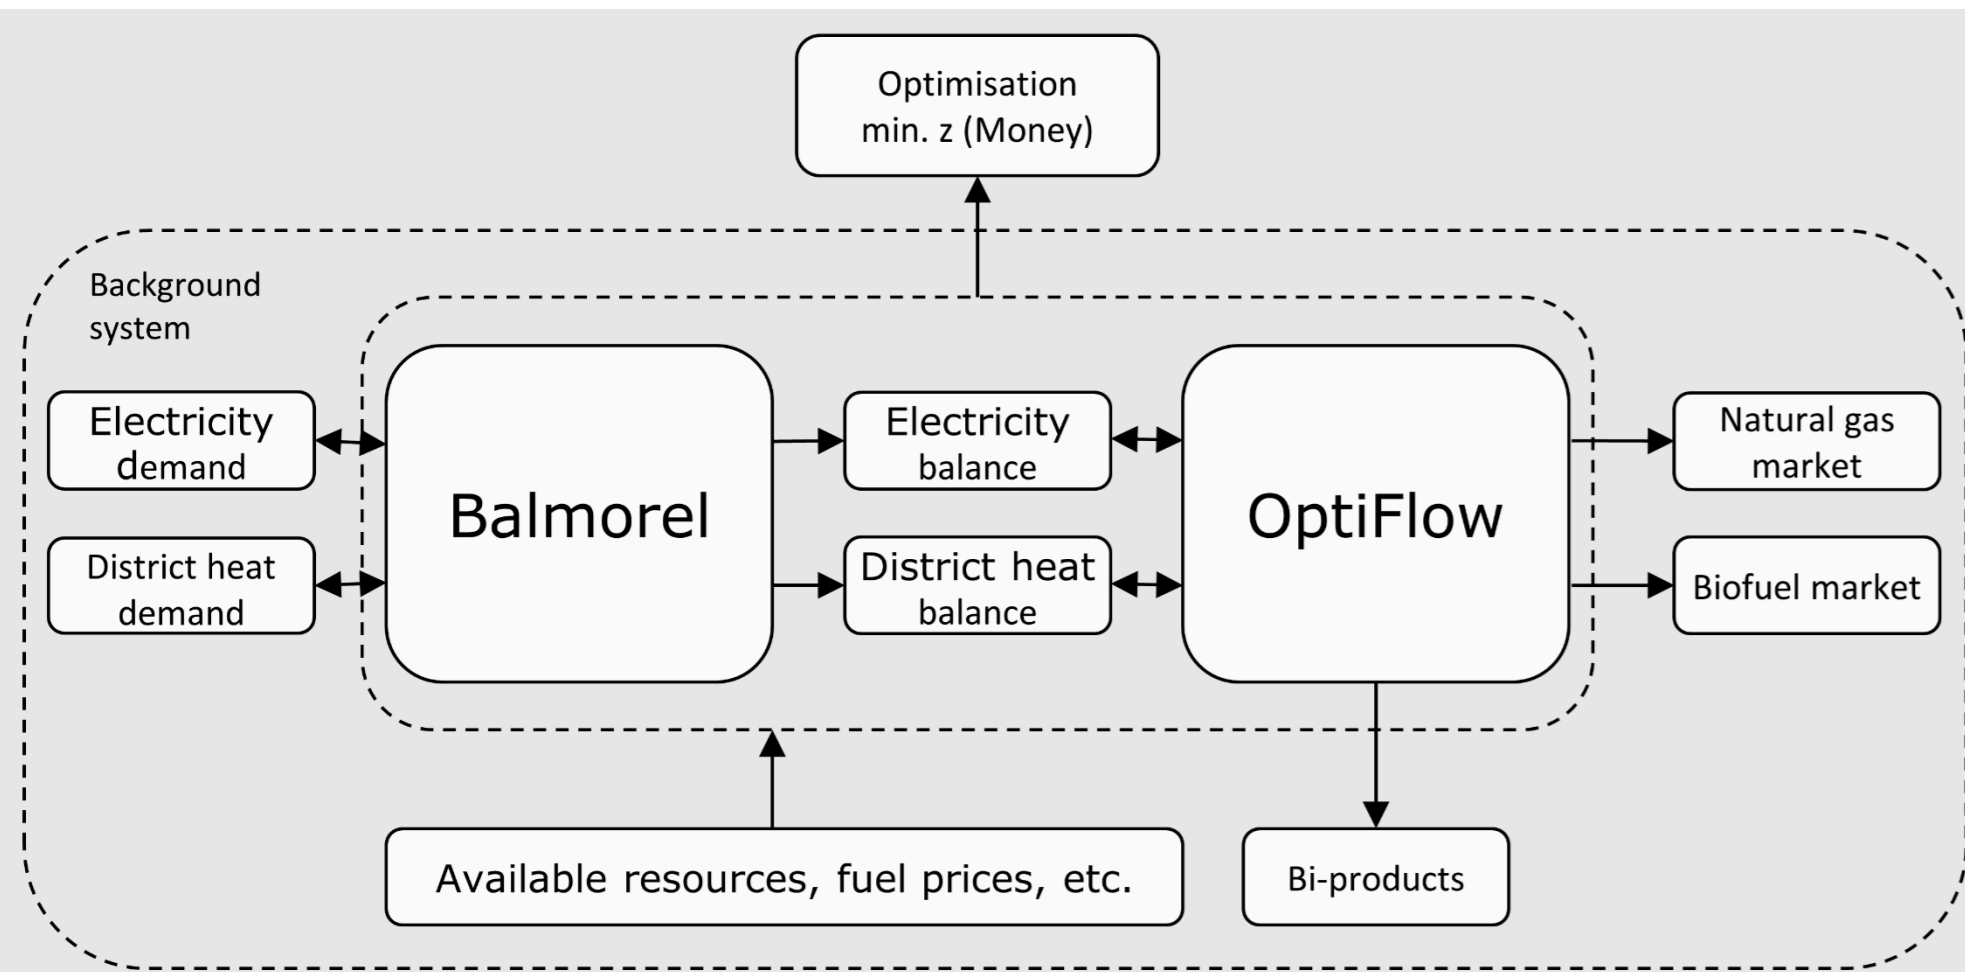 Optimisation
min. z (Money)
Background
system
Electricity
demand
District heat
demand
Balmorel
Electricity
balance
District heat
balance
OptiFlow
Natural gas
market
Biofuel market
Available resources, fuel prices, etc.
Bi-products